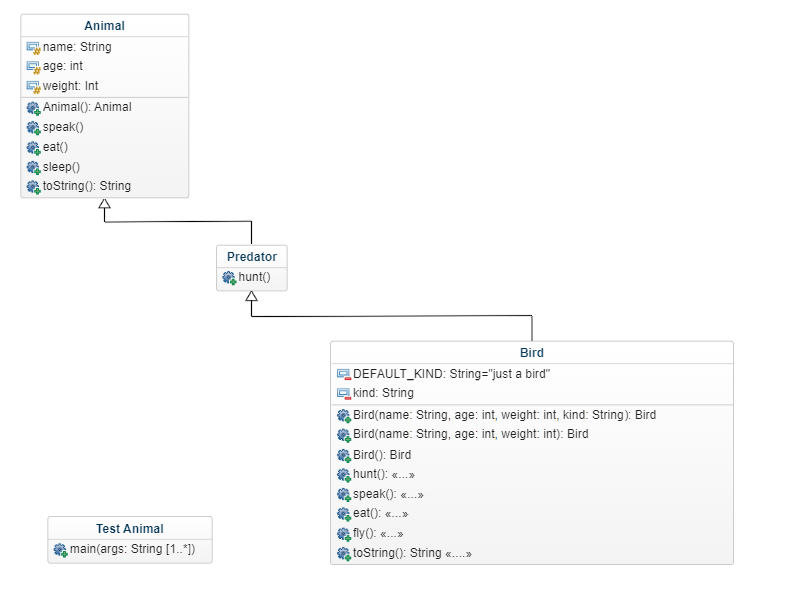 Animal
name: String
age: int
weight: Int
Animal(): Animal
speak()
eat()
sleep()
toString(): String
Predator
hunt()
Bird
DEFAULT_KIND: String="just a bird"
kind: String
Bird(name: String, age: int, weight: int, kind: String): Bird
Bird(name: String, age: int, weight: int): Bird
Bird(): Bird
hunt(): «...»
speak(): «...»
eat(): «...»
fly(): «...»
toString(): String «....»
Test Animal
main(args: String [1..*])